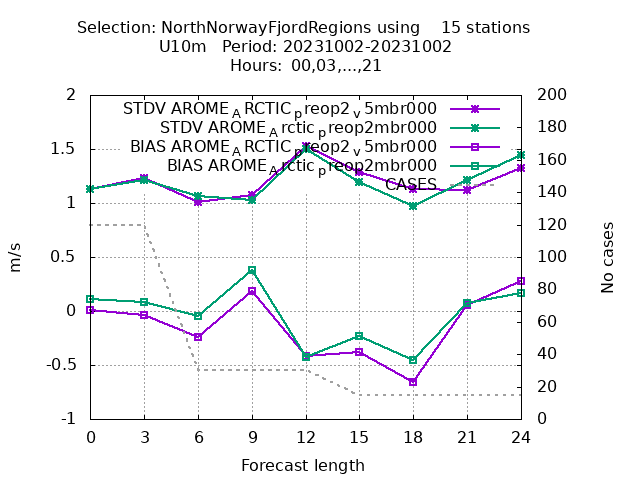 Selection: NorthNorwayFjordRegions using 15 stations
U10m Period: 20231002-20231002
Hours: 00,03,...,21
2 200
STDV AROME_ARCTIC_preop2_v5mbr000
180
STDV AROME_Arctic_preop2mbr000
1.5 160
BIAS AROME_ARCTIC_preop2_v5mbr000
BIAS AROME_Arctic_preop2mbr000
CASES
140
1 120
0.5 100
80
0 60
-0.5 40
20
-1 0
m/s
No cases
0 3 6 9 12 15 18 21 24
Forecast length